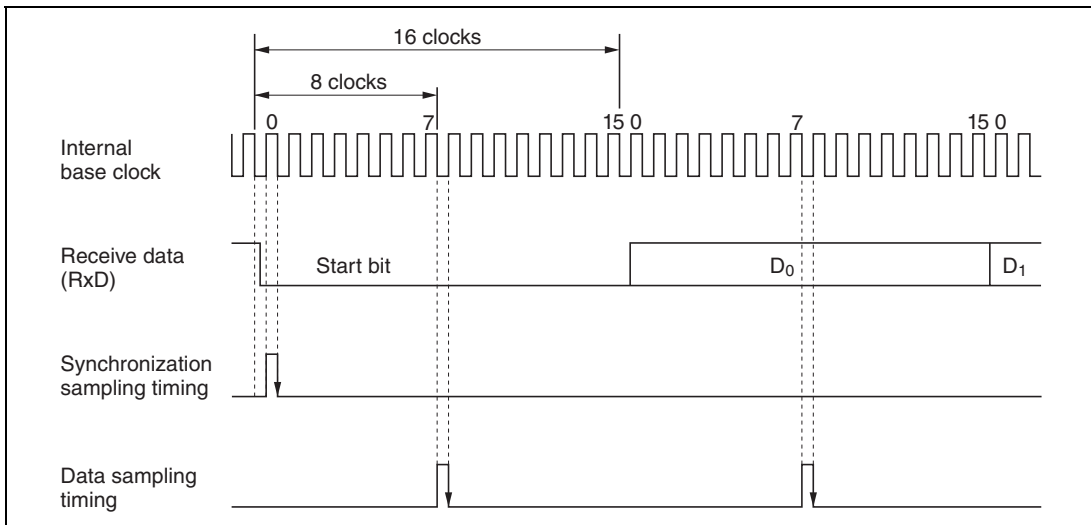 16 clocks
8 clocks
0 7 15 0 7 15 0
Internal
base clock
Receive data
(RxD)
Start bit D₀ D₁
Synchronization
sampling timing
Data sampling
timing